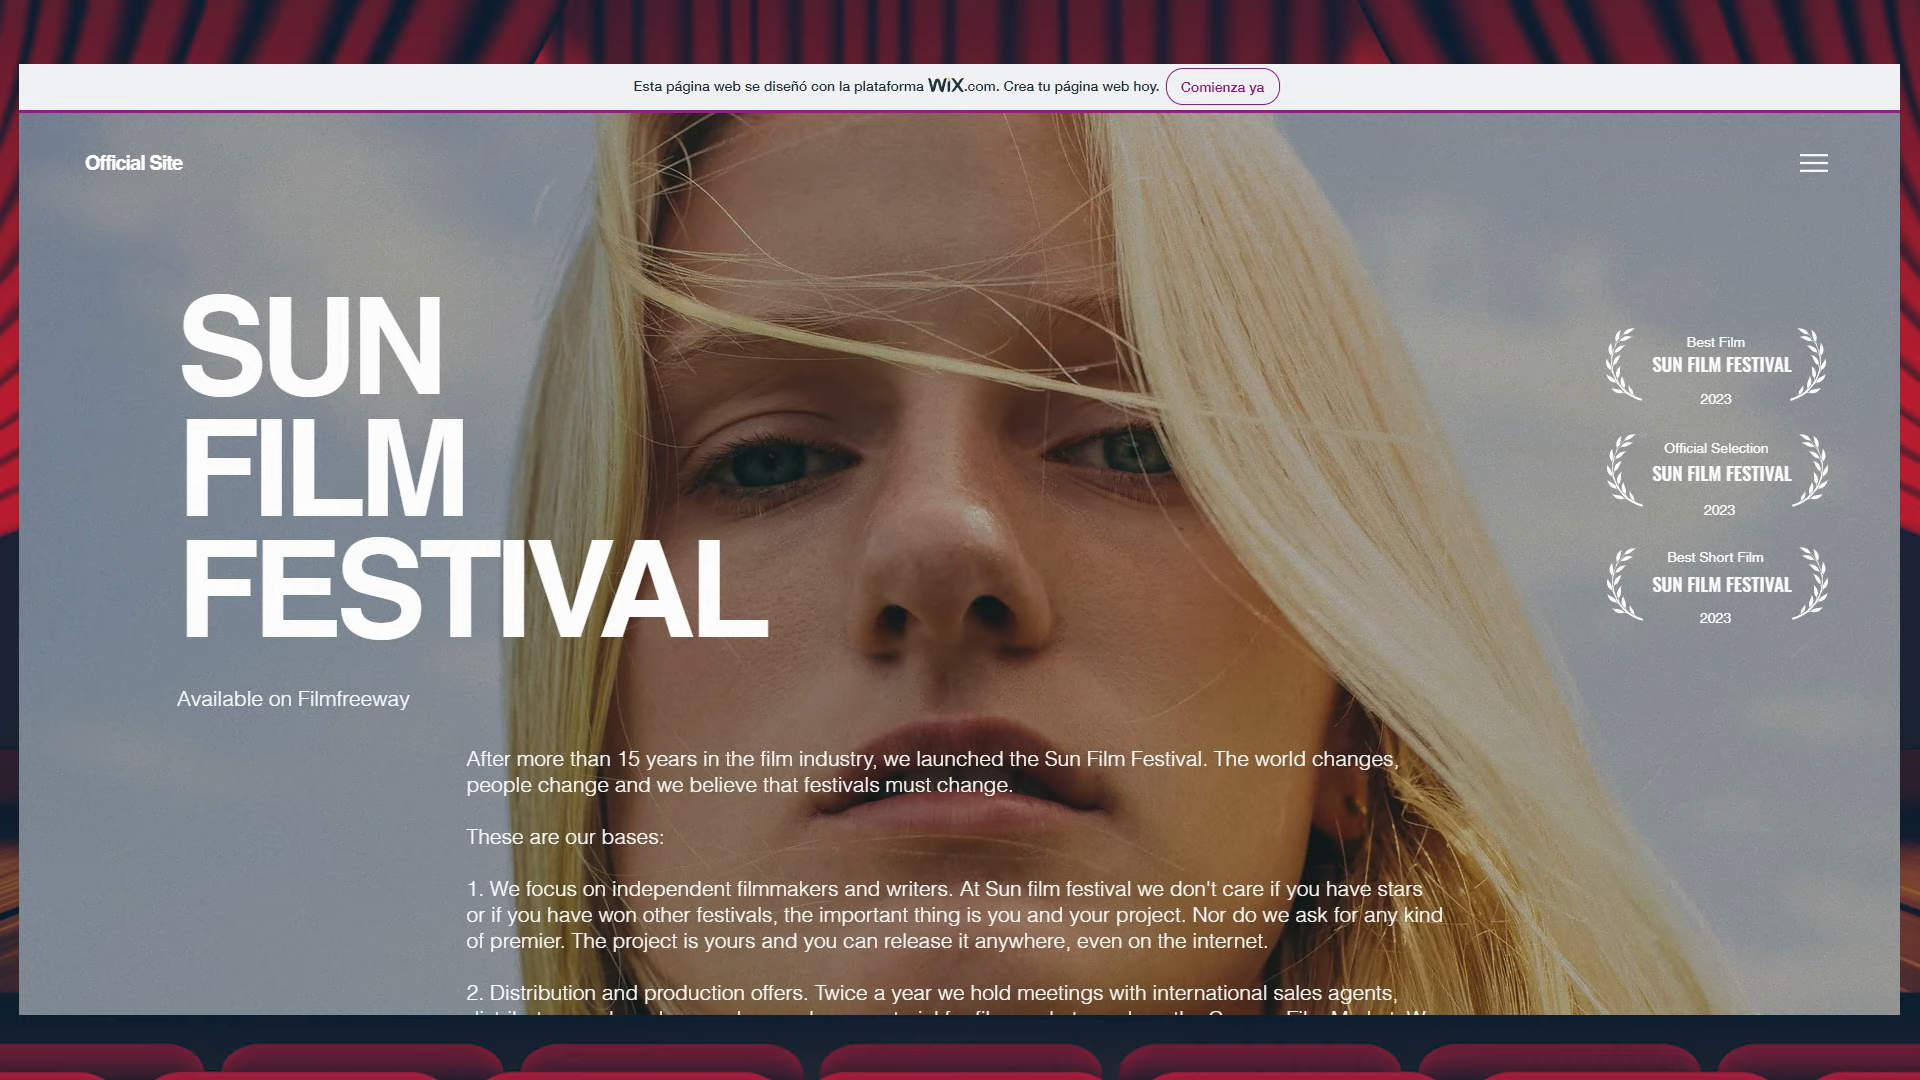 Esta página web se diseñó con la plataforma WiX.com. Crea tu página web hoy. Comienza ya
Official Site
SUN
FILM
FESTIVAL
Available on Filmfreeway
Best Film
SUN FILM FESTIVAL
2023
Official Selection
SUN FILM FESTIVAL
2023
Best Short Film
SUN FILM FESTIVAL
2023
After more than 15 years in the film industry, we launched the Sun Film Festival. The world changes,
people change and we believe that festivals must change.
These are our bases:
1. We focus on independent filmmakers and writers. At Sun film festival we don't care if you have stars
or if you have won other festivals, the important thing is you and your project. Nor do we ask for any kind
of premier. The project is yours and you can release it anywhere, even on the internet.
2. Distribution and production offers. Twice a year we hold meetings with international sales agents,